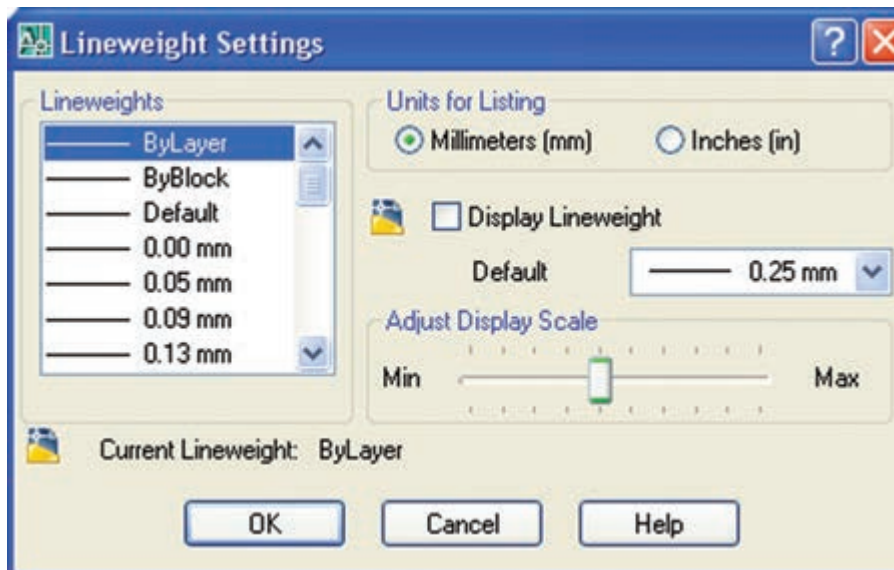 Lineweight Settings
Lineweights
ByLayer
ByBlock
Default
0.00 mm
0.05 mm
0.09 mm
0.13 mm
Units for Listing
Millimeters (mm)
Inches (in)
Display Lineweight
Default
0.25 mm
Adjust Display Scale
Min
Max
Current Lineweight: ByLayer
OK
Cancel
Help